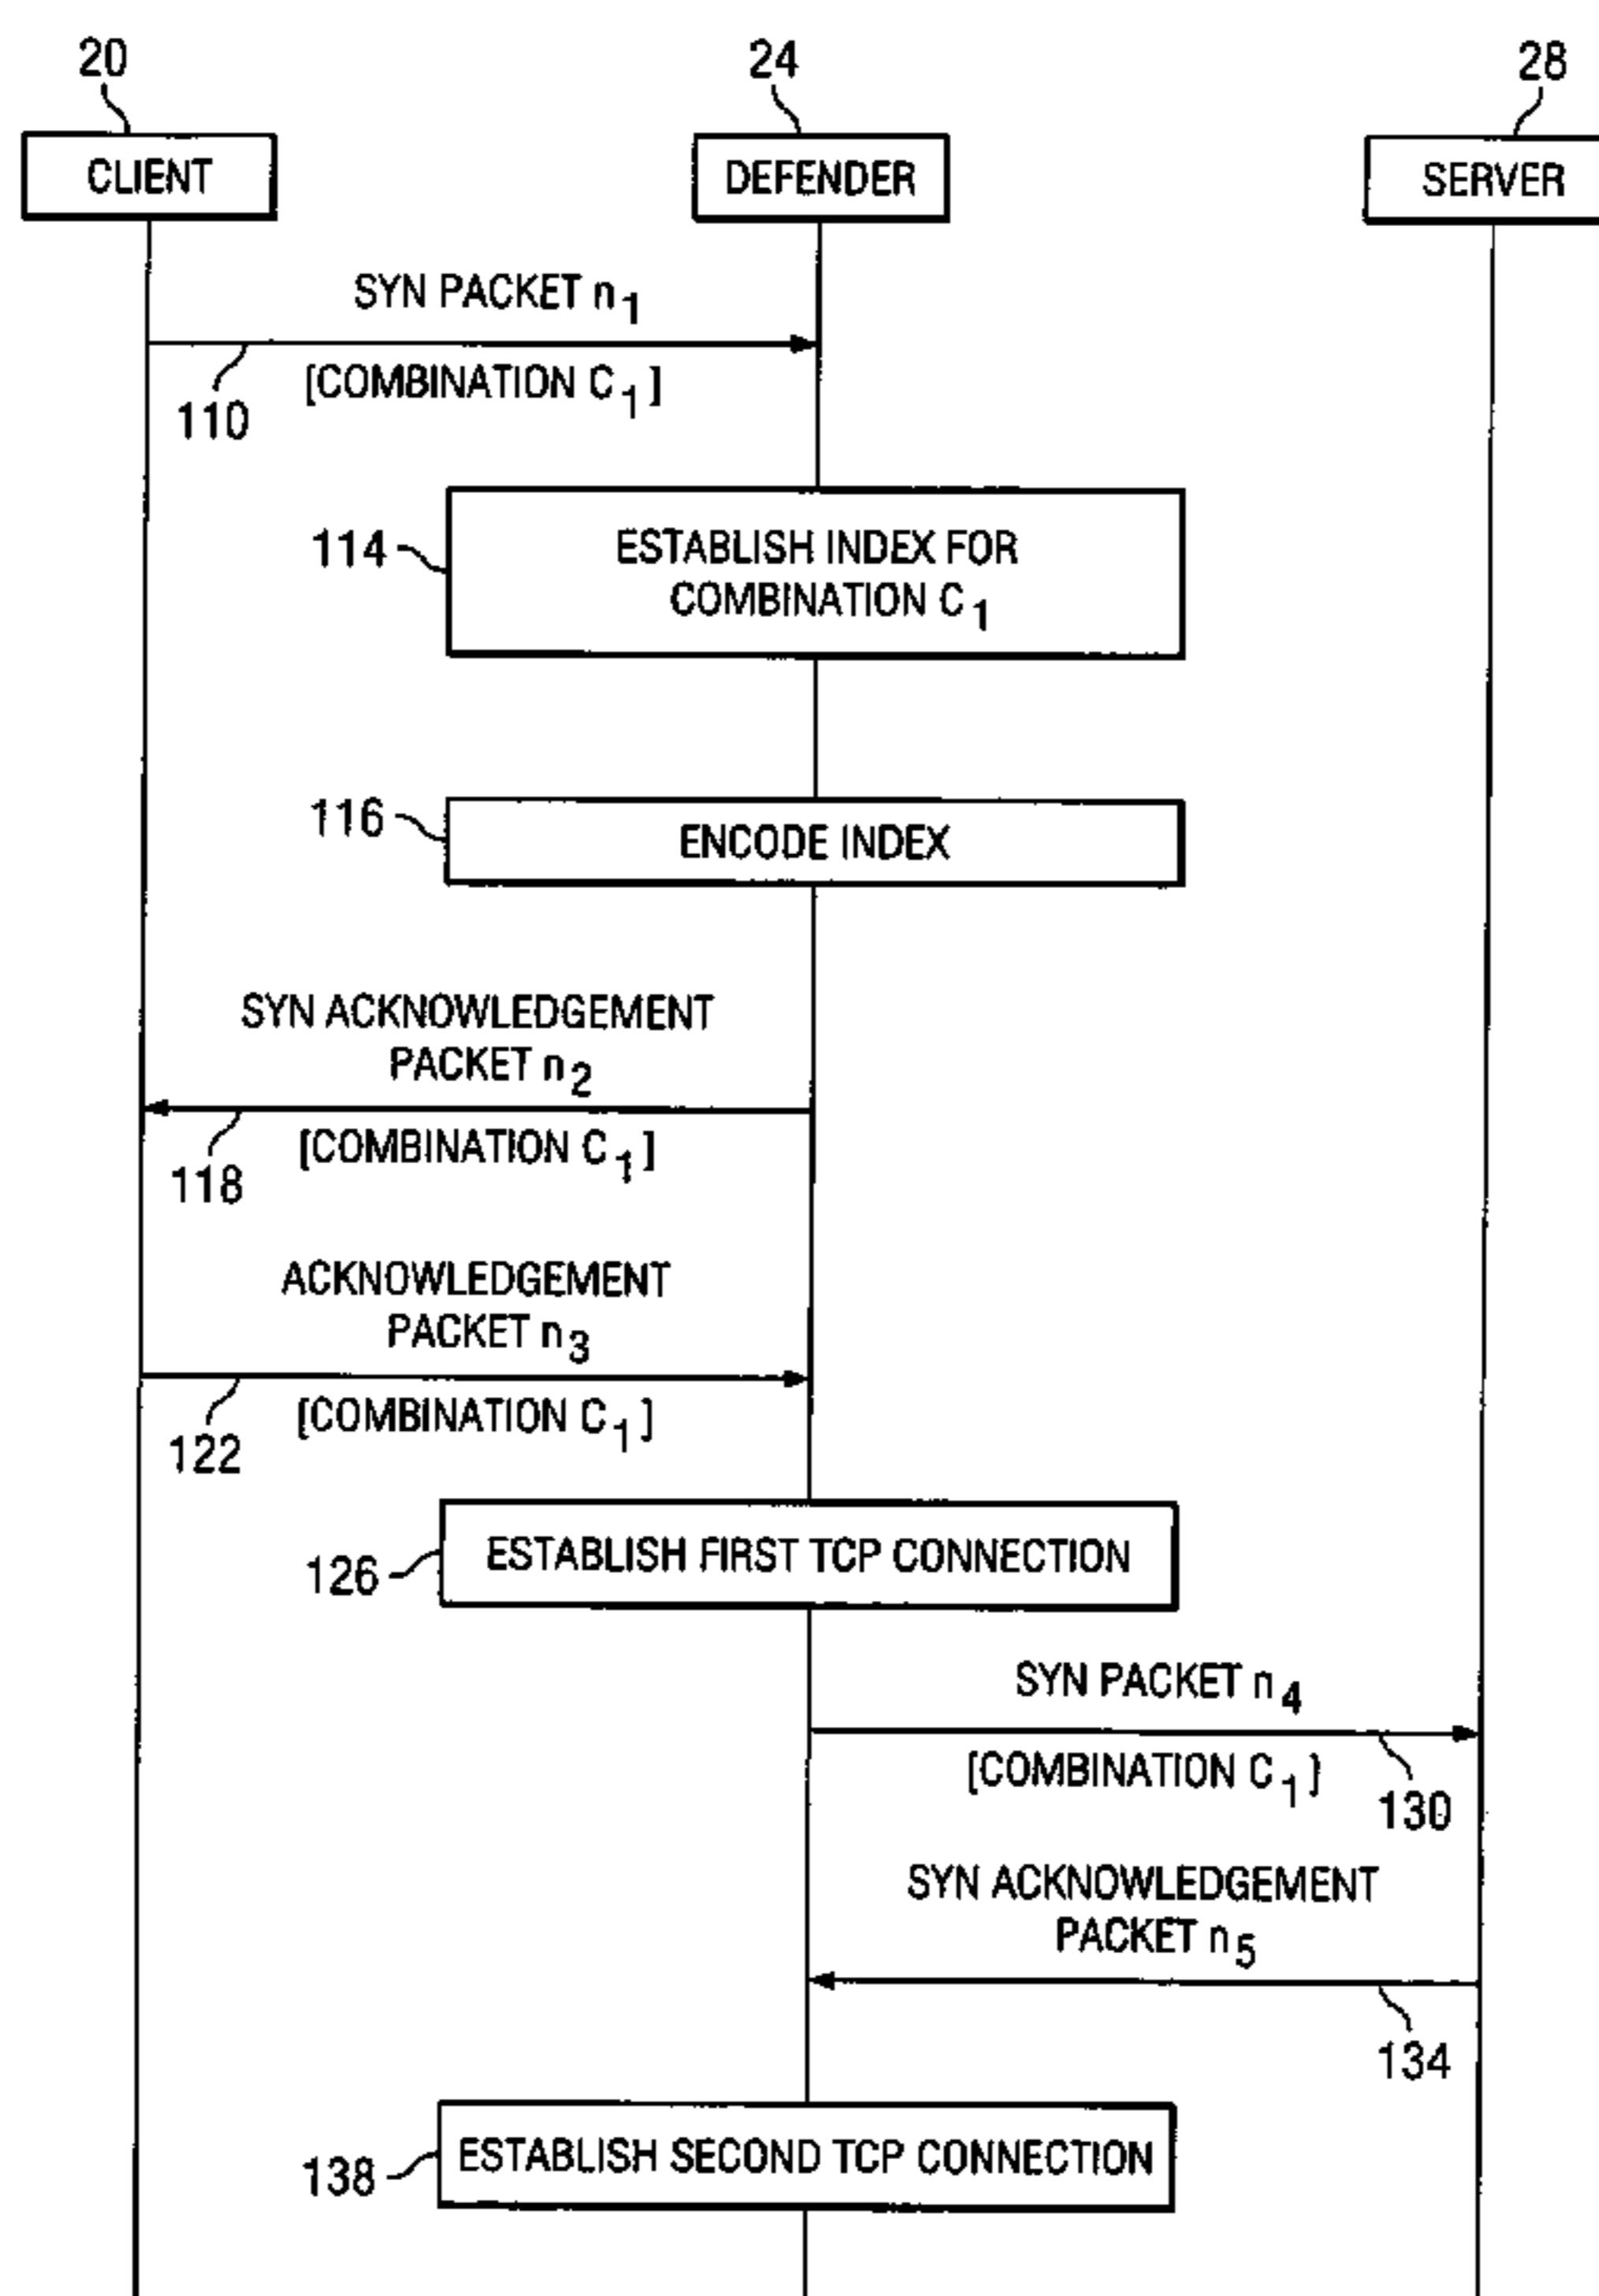 20
24
28
CLIENT
DEFENDER
SERVER
SYN PACKET n1
[COMBINATION C1]
110
114
ESTABLISH INDEX FOR
COMBINATION C1
116
ENCODE INDEX
SYN ACKNOWLEDGEMENT
PACKET n2
[COMBINATION C1]
118
ACKNOWLEDGEMENT
PACKET n3
[COMBINATION C1]
122
126
ESTABLISH FIRST TCP CONNECTION
SYN PACKET n4
[COMBINATION C1]
130
SYN ACKNOWLEDGEMENT
PACKET n5
134
138
ESTABLISH SECOND TCP CONNECTION